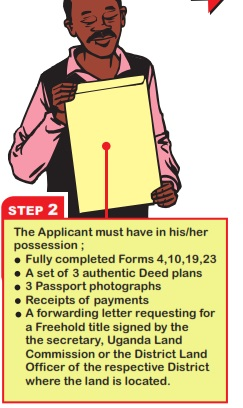 STEP 2
The Applicant must have in his/her
possession ;
● Fully completed Forms 4,10,19,23
● A set of 3 authentic Deed plans
● 3 Passport photographs
● Receipts of payments
● A forwarding letter requesting for
a Freehold title signed by the
the secretary, Uganda Land
Commission or the District Land
Officer of the respective District
where the land is located.